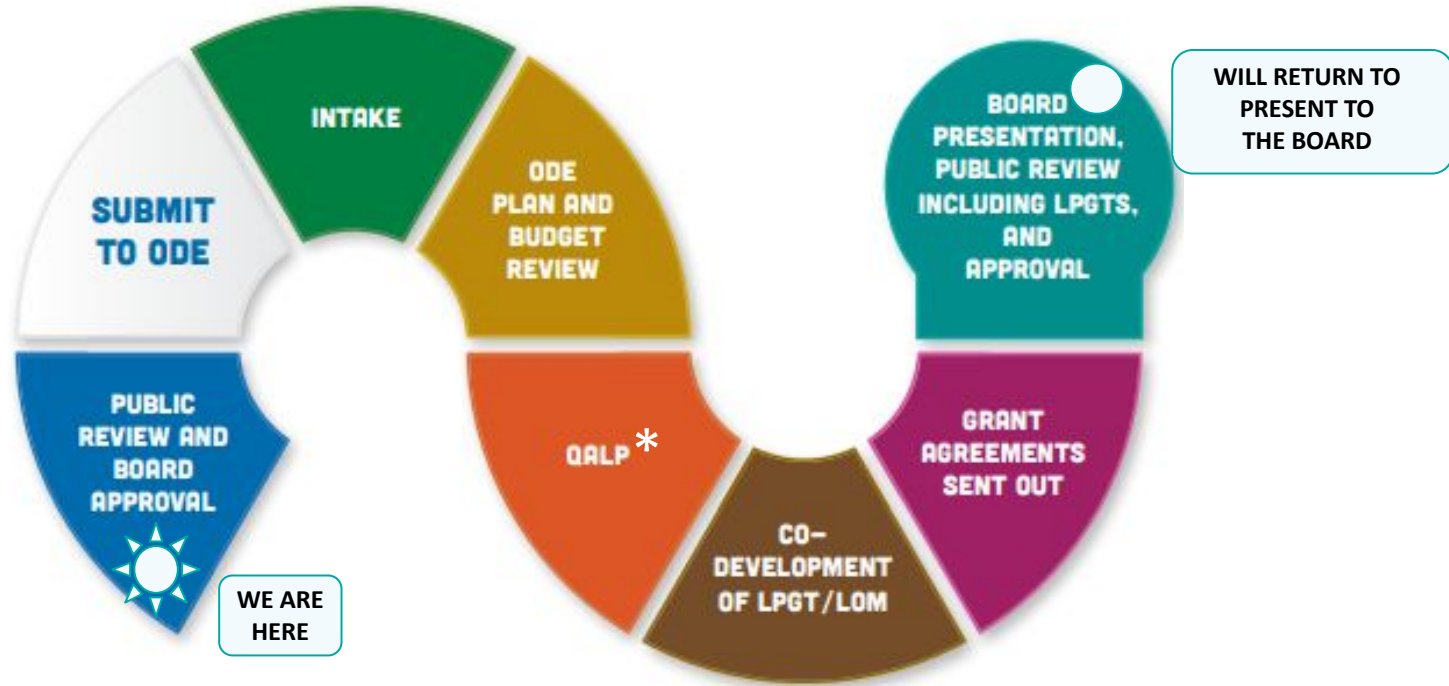 PUBLIC
REVIEW AND
BOARD
APPROVAL
WE ARE
HERE
SUBMIT
TO ODE
INTAKE
ODE
PLAN AND
BUDGET
REVIEW
QALP *
CO-
DEVELOPMENT
OF LPGT/LOM
GRANT
AGREEMENTS
SENT OUT
BOARD
PRESENTATION,
PUBLIC REVIEW
INCLUDING LPGTS,
AND
APPROVAL
WILL RETURN TO
PRESENT TO
THE BOARD